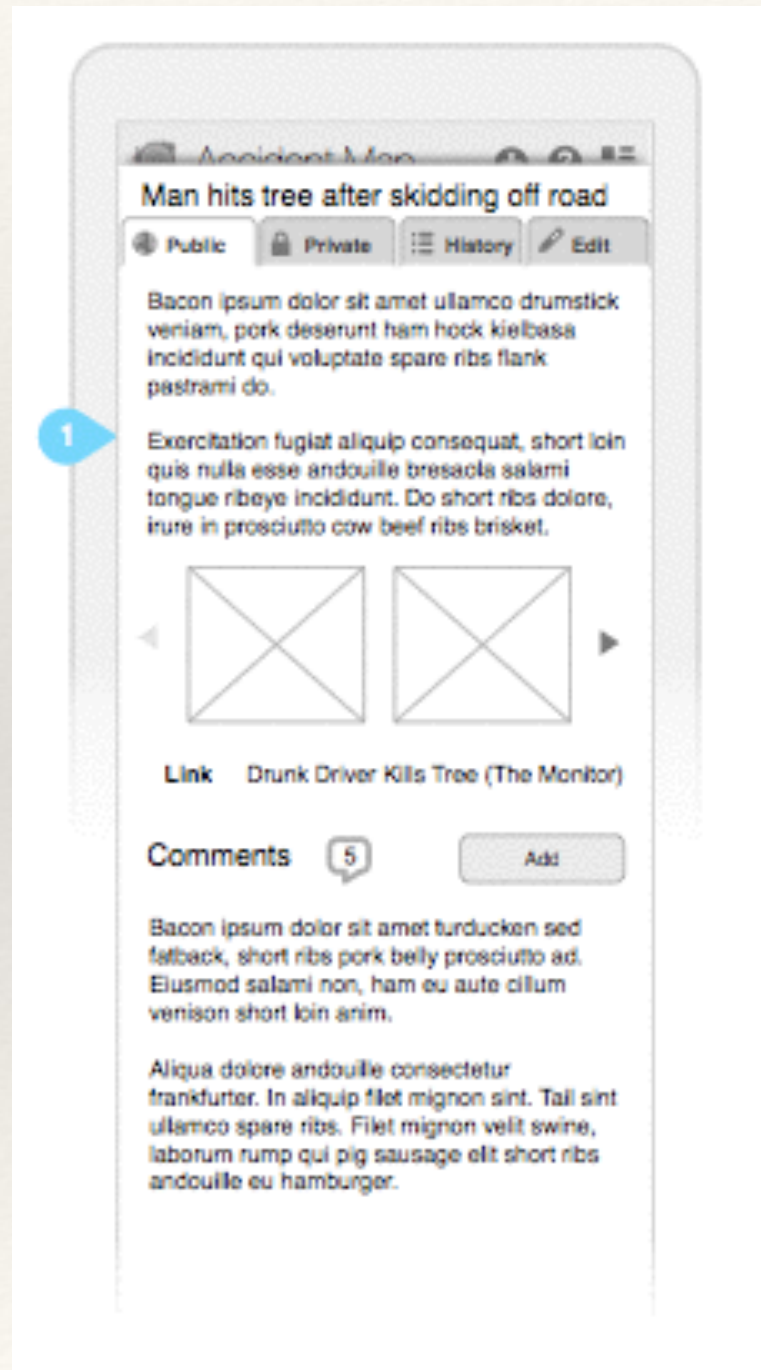 Accident Map
Man hits tree after skidding off road
Public
Private
History
Edit
Bacon ipsum dolor sit amet ullamco drumstick
veniam, pork deserunt ham hock kielbasa
incididunt qui voluptate spare ribs flank
pastrami do.
1
Exercitation fugiat aliquip consequat, short loin
quis nulla esse andouille bresaola salami
tongue ribeye incididunt. Do short ribs dolore,
irure in prosciutto cow beef ribs brisket.
Link Drunk Driver Kills Tree (The Monitor)
Comments 5 Add
Bacon ipsum dolor sit amet turducken sed
fatback, short ribs pork belly prosciutto ad.
Eiusmod salami non, ham eu aute cillum
venison short loin anim.
Aliqua dolore andouille consectetur
frankfurter. In aliquip filet mignon sint. Tail sint
ullamco spare ribs. Filet mignon velit swine,
laborum rump qui pig sausage elit short ribs
andouille eu hamburger.